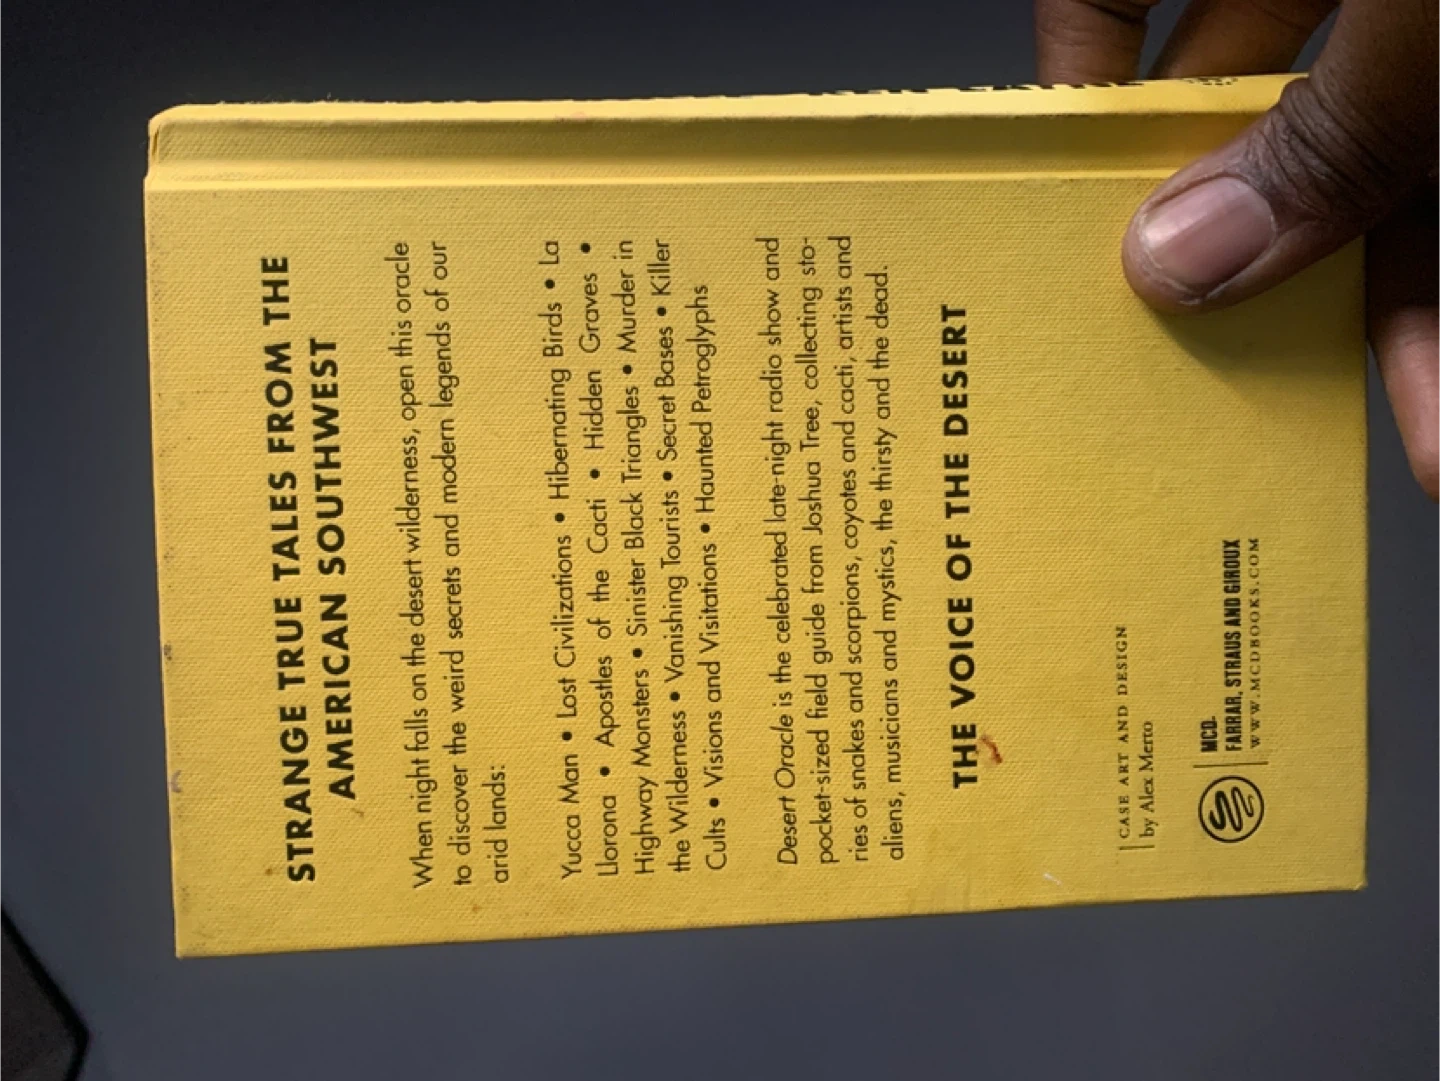 STRANGE TRUE TALES FROM THE
AMERICAN SOUTHWEST
When night falls on the desert wilderness, open this oracle
to discover the weird secrets and modern legends of our
arid lands:
Yucca Man • Lost Civilizations • Hibernating Birds • La
Llorona • Apostles of the Cacti • Hidden Graves •
Highway Monsters • Sinister Black Triangles • Murder in
the Wilderness • Vanishing Tourists • Secret Bases • Killer
Cults • Visions and Visitations • Haunted Petroglyphs
Desert Oracle is the celebrated late-night radio show and
pocket-sized field guide from Joshua Tree, collecting sto-
ries of snakes and scorpions, coyotes and cacti, artists and
aliens, musicians and mystics, the thirsty and the dead.
THE VOICE OF THE DESERT
CASE ART AND DESIGN
by Alex Merto
MCD-
FARRAR, STRAUS AND GIROUX
WWW.MCDBOOKS.COM